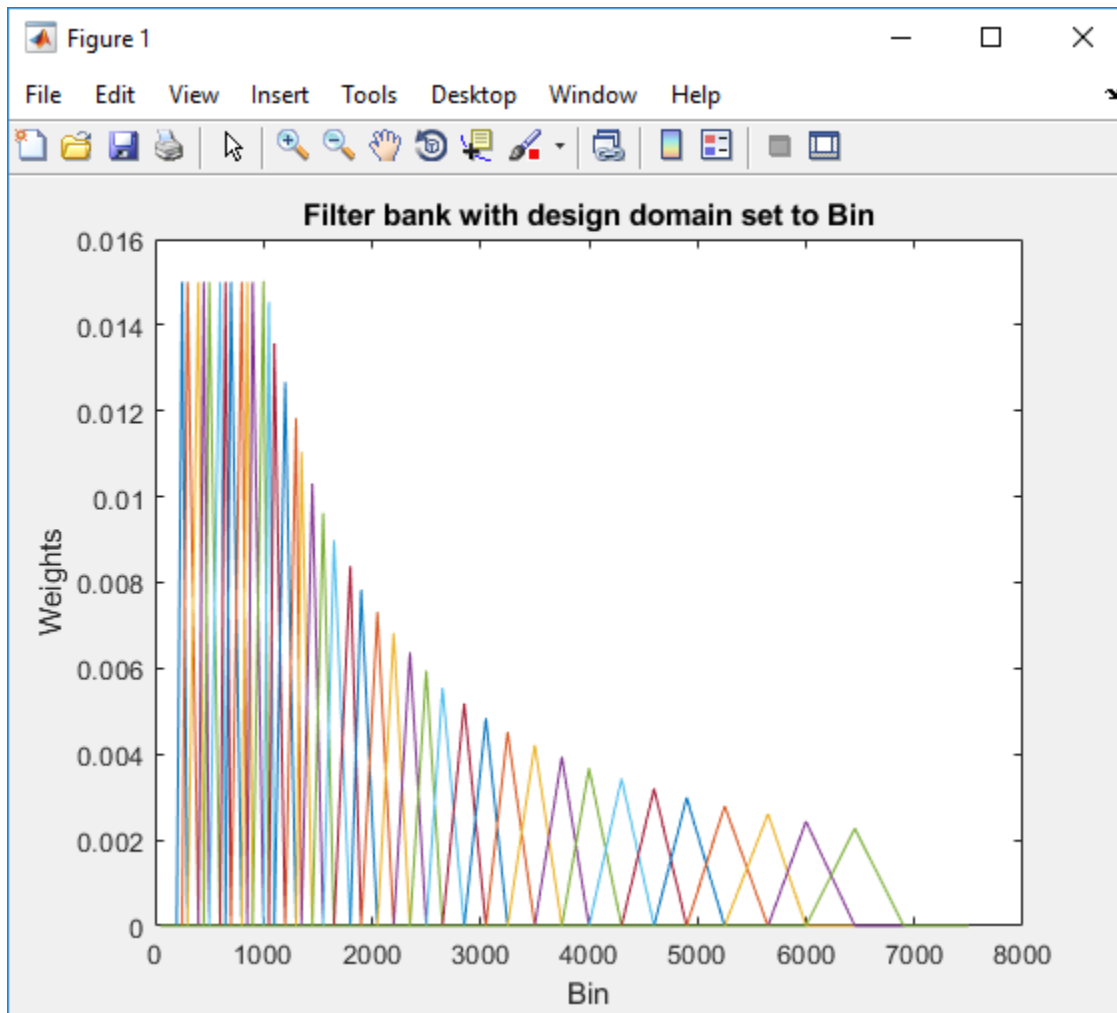 Figure 1
File Edit View Insert Tools Desktop Window Help
Filter bank with design domain set to Bin
0.016
0.014
0.012
0.01
0.008
0.006
0.004
0.002
0
Weights
0 1000 2000 3000 4000 5000 6000 7000 8000
Bin